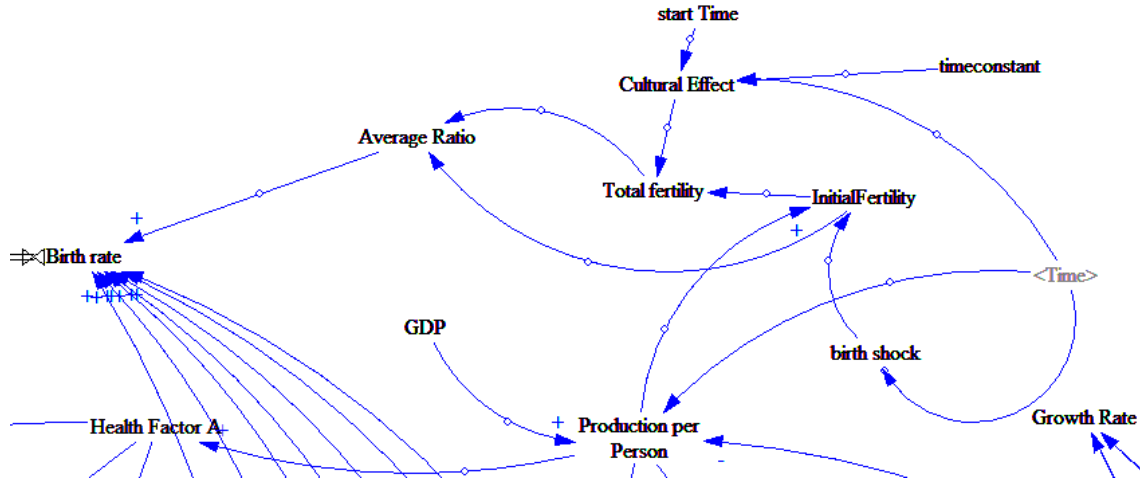 start Time
timeconstant
Cultural Effect
Average Ratio
Total fertility
InitialFertility
+
+
Birth rate
<Time>
+ + + + + + +
GDP
birth shock
Growth Rate
Health Factor A
+
+
Production per
Person
-